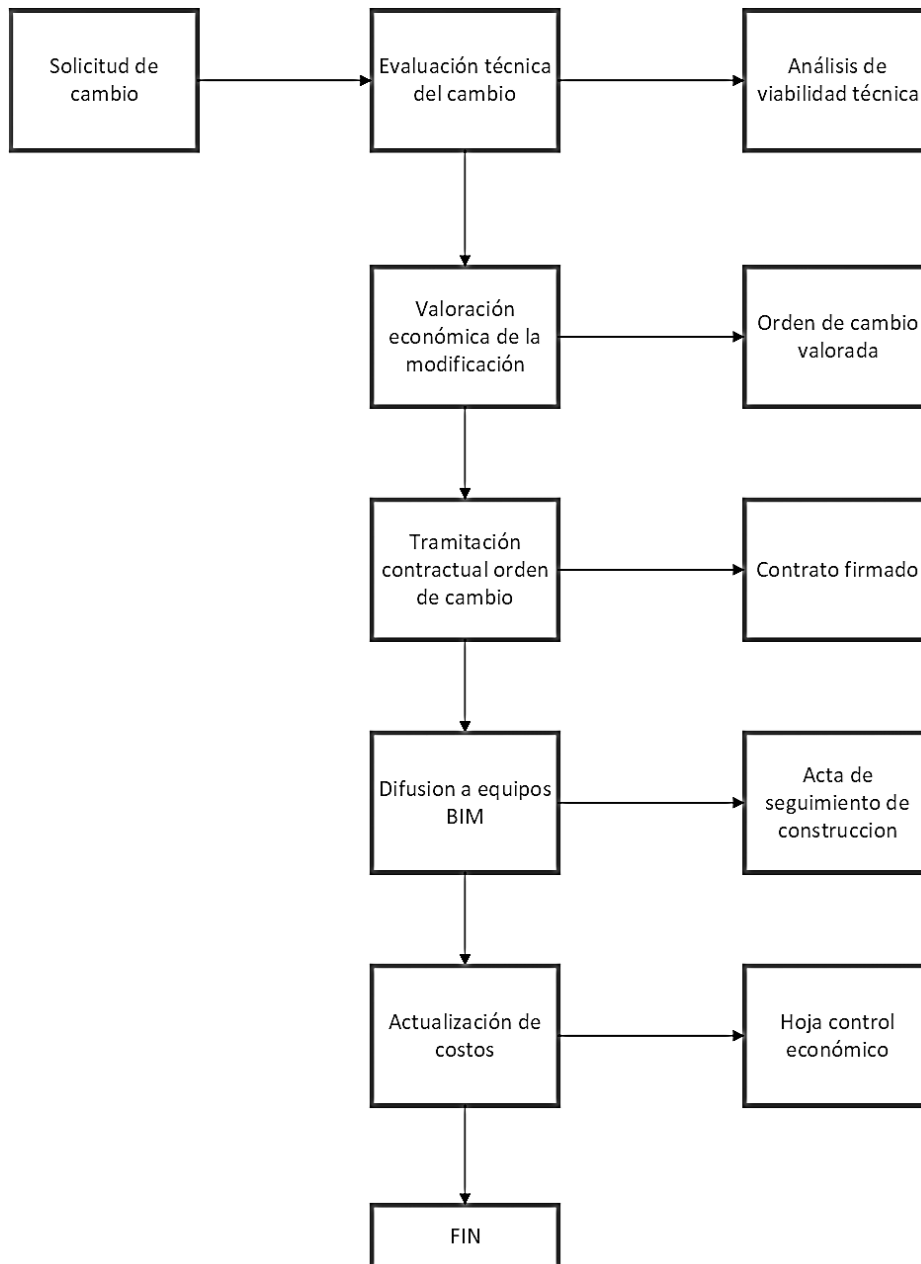 Solicitud de
cambio
Evaluación técnica
del cambio
Análisis de
viabilidad técnica
Valoración
económica de la
modificación
Orden de cambio
valorada
Tramitación
contractual orden
de cambio
Contrato firmado
Difusion a equipos
BIM
Acta de
seguimiento de
construccion
Actualización de
costos
Hoja control
económico
FIN